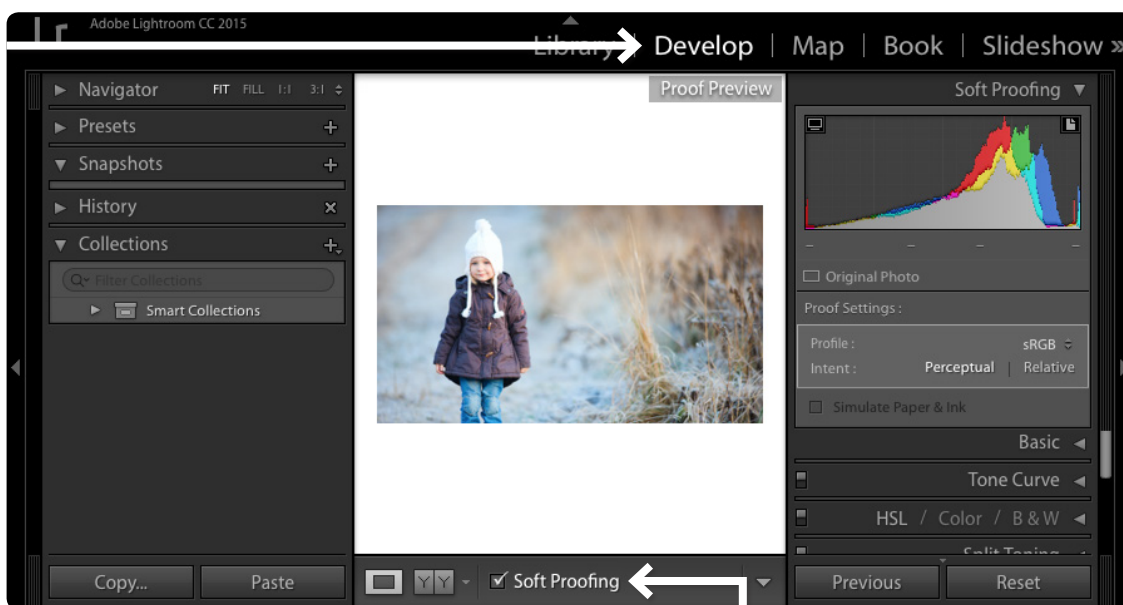 Lr Adobe Lightroom CC 2015
Library | Develop | Map | Book | Slideshow »
Navigator FIT FILL 1:1 3:1
Presets +
Snapshots +
History ×
Collections +
Filter Collections
Smart Collections
Copy... Paste
Proof Preview
Y Y Soft Proofing
Soft Proofing
Original Photo
Proof Settings :
Profile : sRGB
Intent : Perceptual | Relative
Simulate Paper & Ink
Basic
Tone Curve
HSL / Color / B & W
Split Toning
Previous Reset